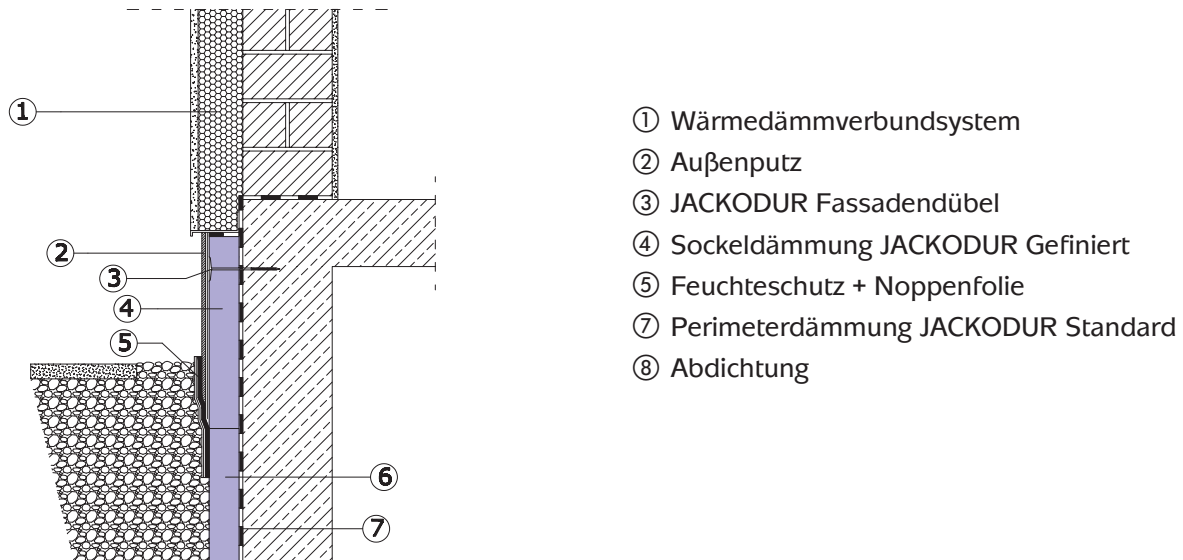 ①
②
③
④
⑤
⑥
⑦
① Wärmedämmverbundsystem
② Außenputz
③ JACKODUR Fassadendübel
④ Sockeldämmung JACKODUR Gefiniert
⑤ Feuchteschutz + Noppenfolie
⑦ Perimeterdämmung JACKODUR Standard
⑧ Abdichtung